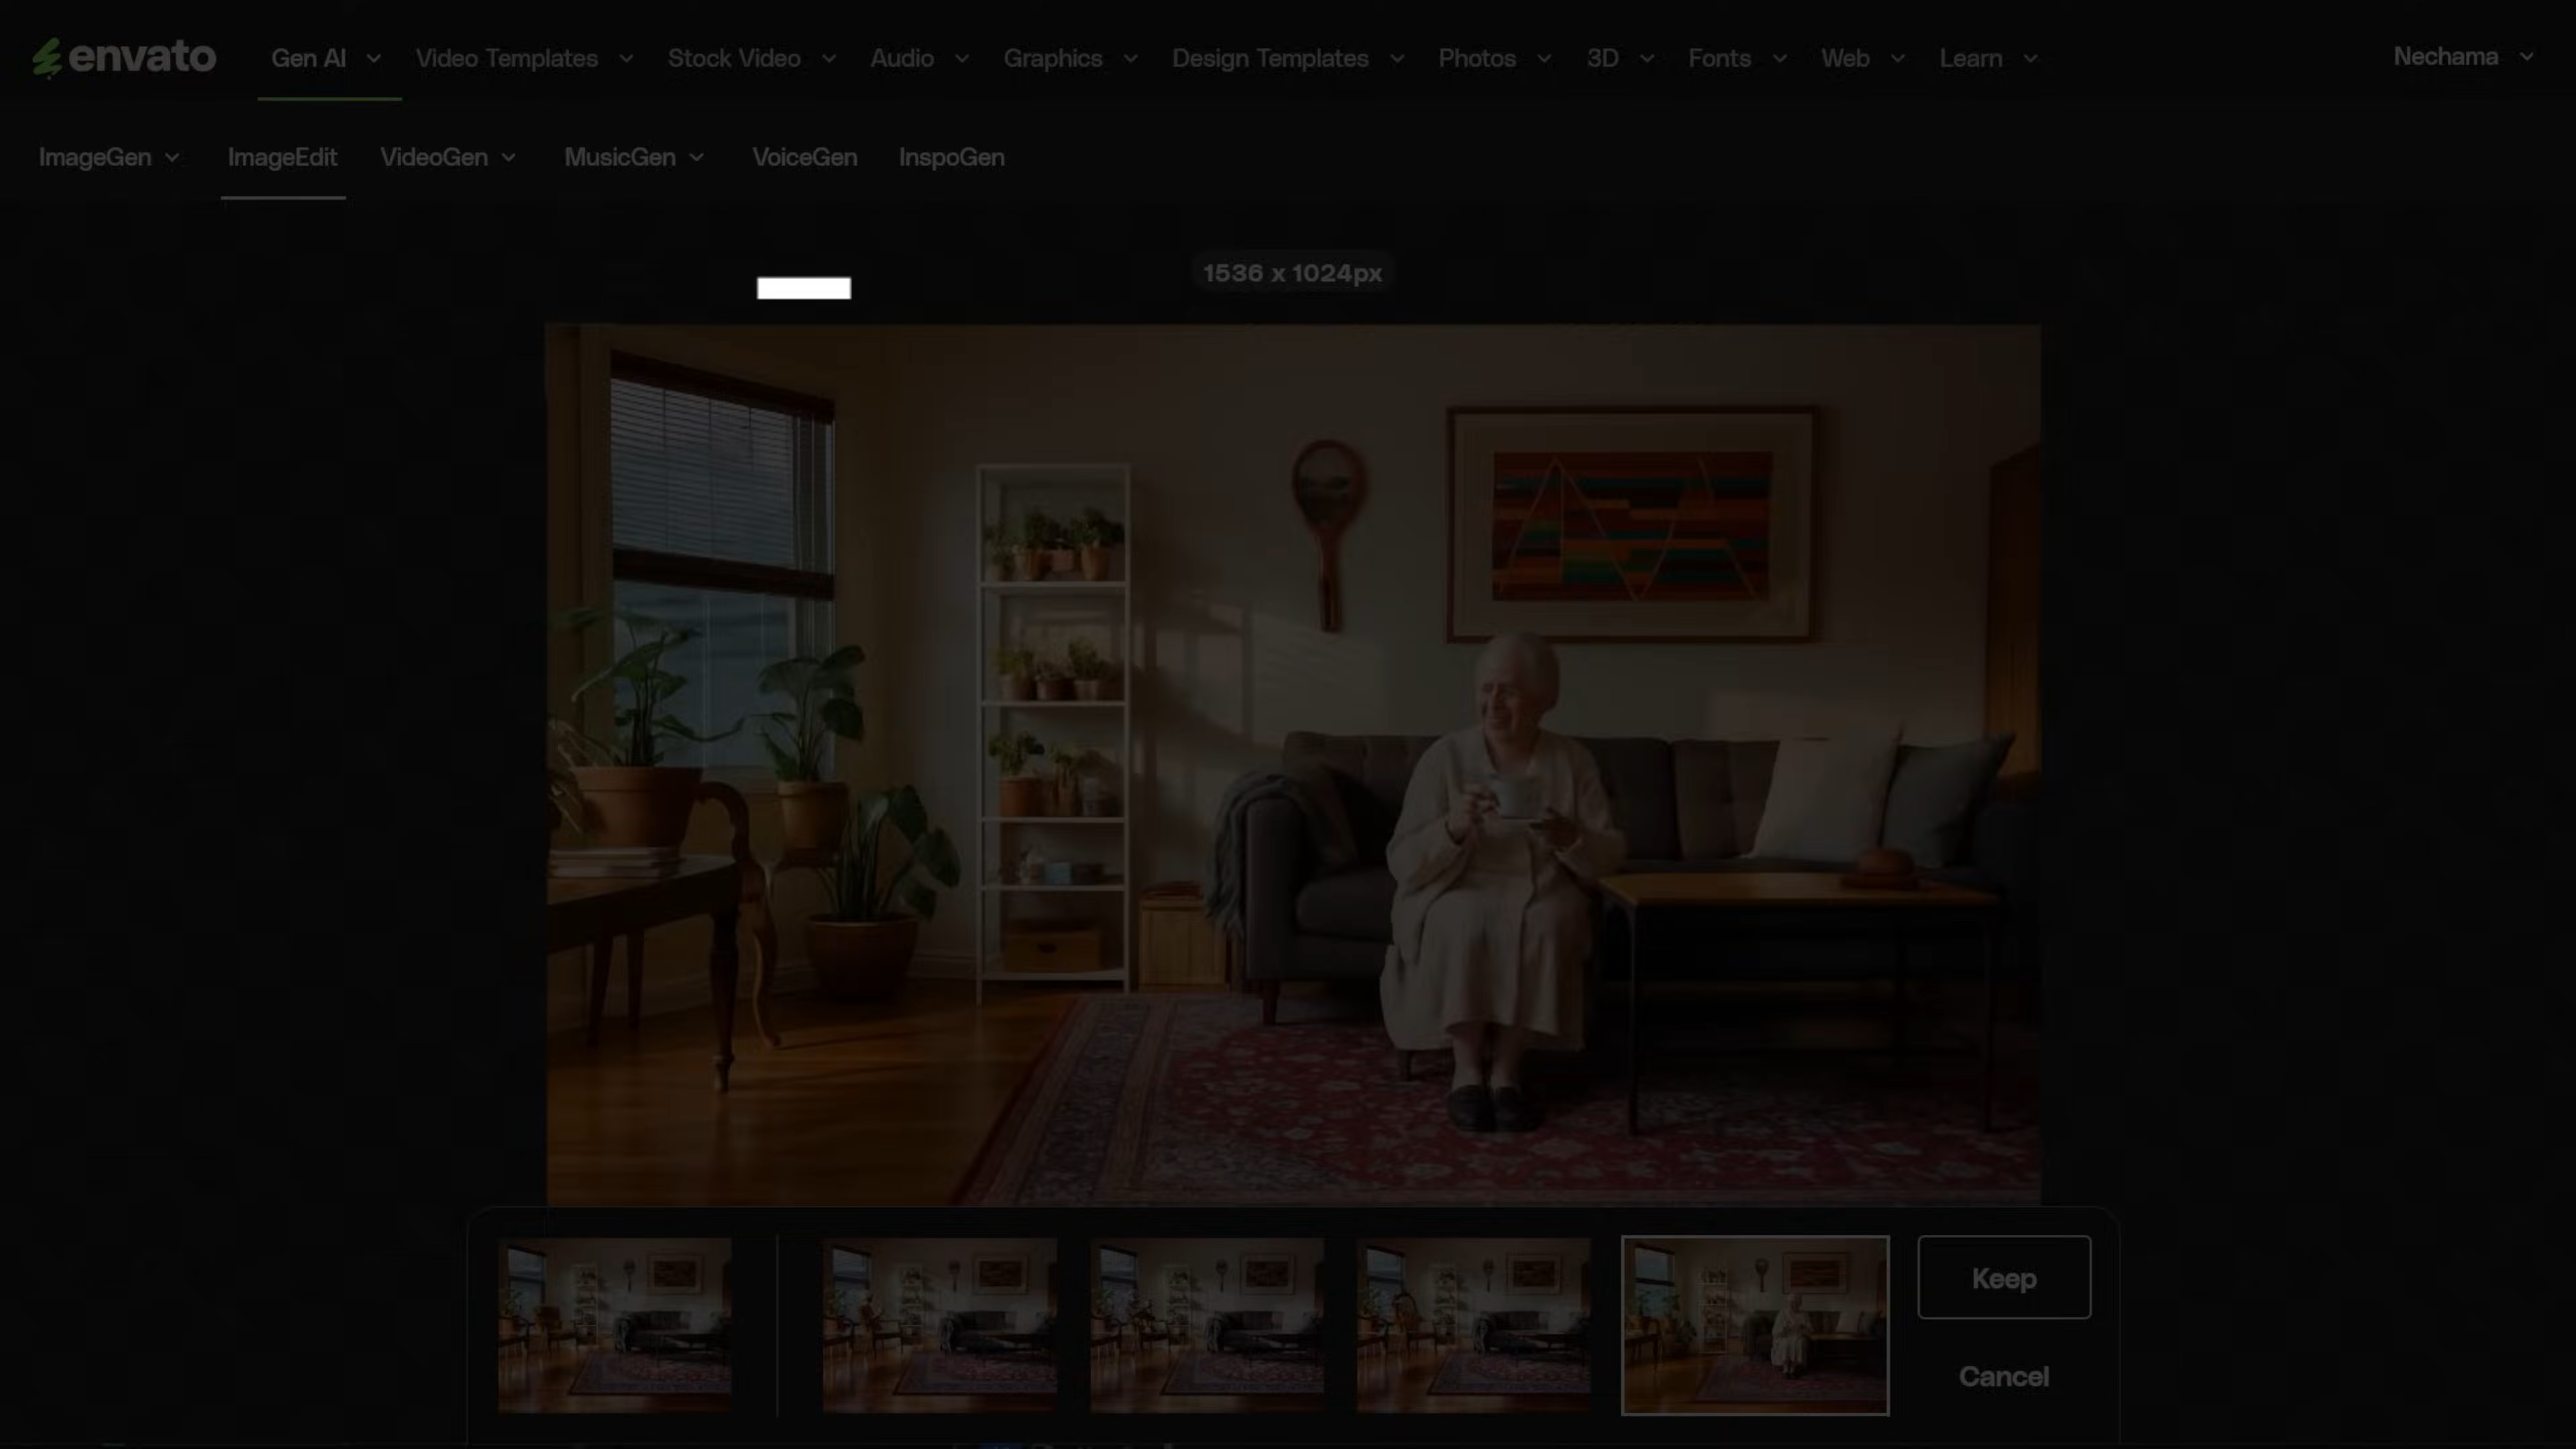 envato
Gen AI
Video Templates
Stock Video
Audio
Graphics
Design Templates
Photos
3D
Fonts
Web
Learn
Nechama
ImageGen
ImageEdit
VideoGen
MusicGen
VoiceGen
InspoGen
1536 x 1024px
Keep
Cancel